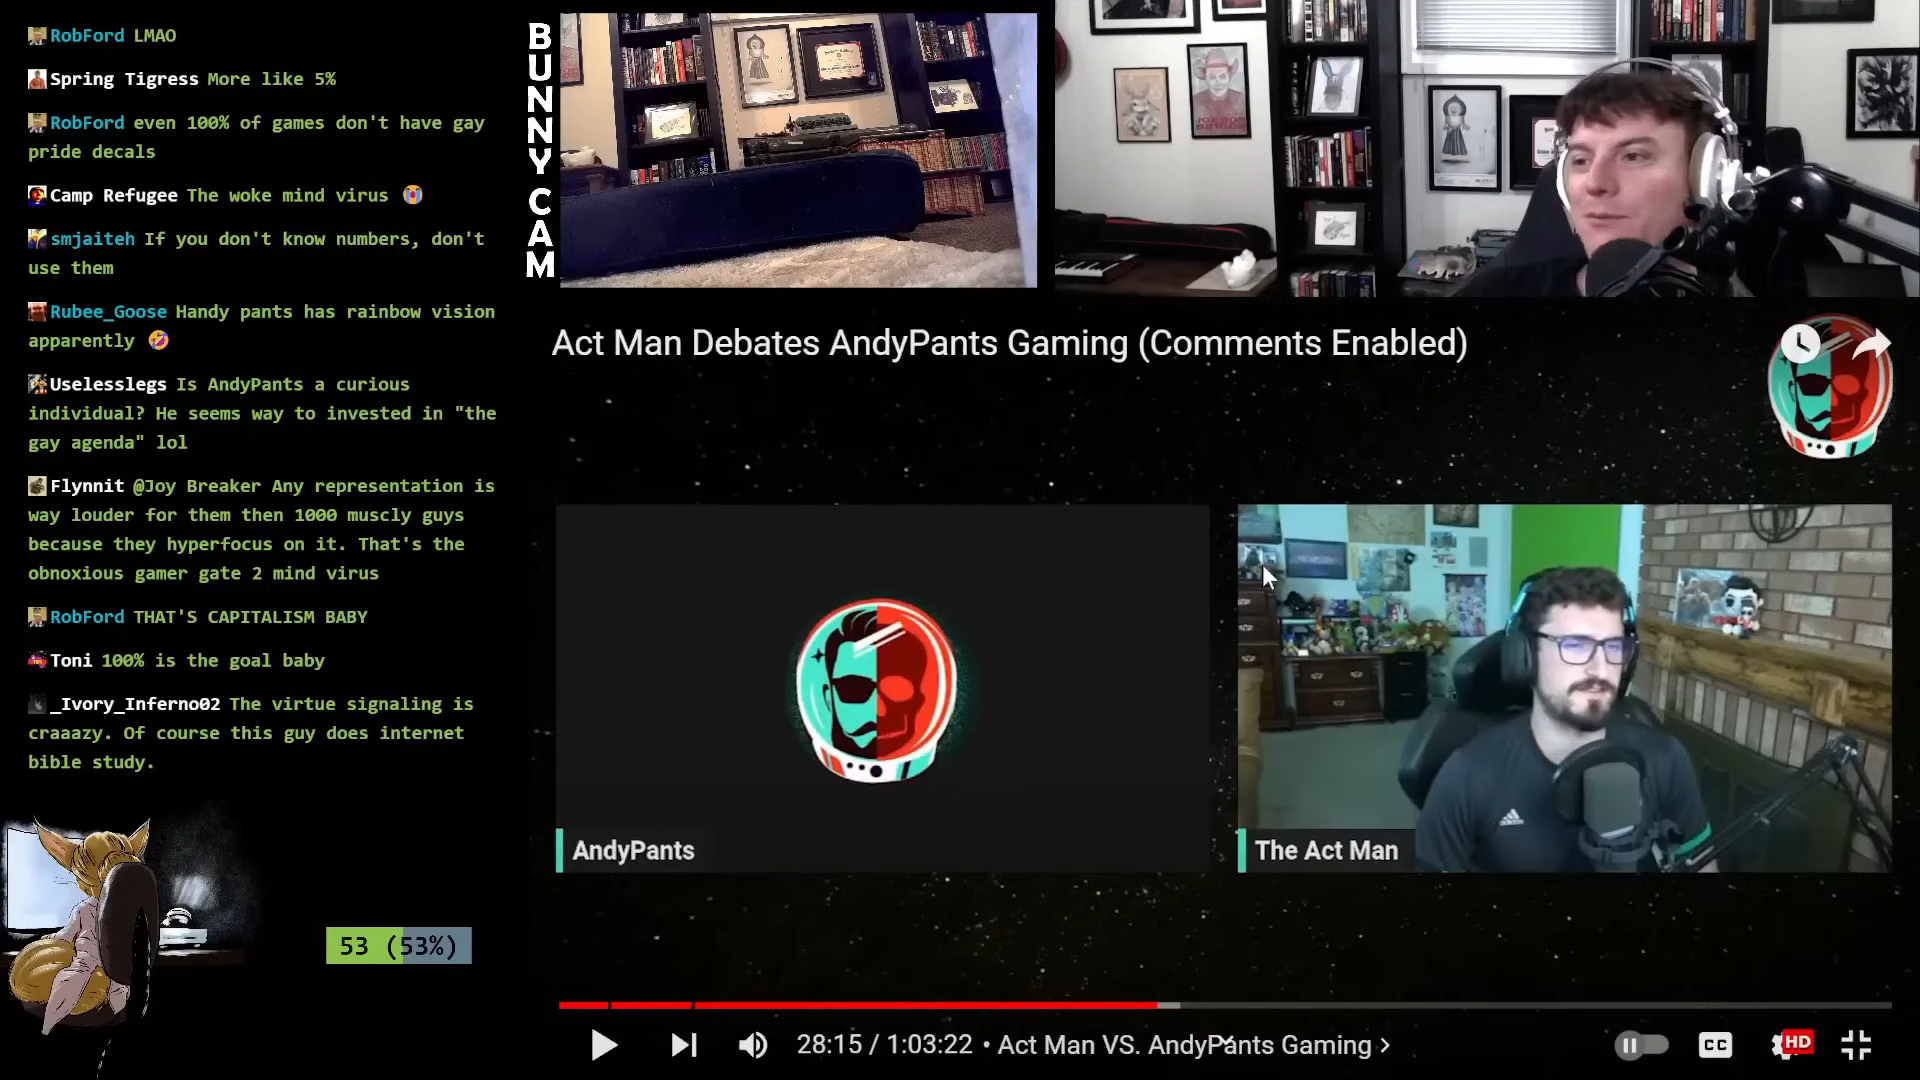 RobFord LMAO
Spring Tigress More like 5%
RobFord even 100% of games don't have gay
pride decals
Camp Refugee The woke mind virus 😭
smjaiteh If you don't know numbers, don't
use them
Rubee_Goose Handy pants has rainbow vision
apparently 🤣
Uselesslegs Is AndyPants a curious
individual? He seems way to invested in "the
gay agenda" lol
Flynnit @Joy Breaker Any representation is
way louder for them then 1000 muscly guys
because they hyperfocus on it. That's the
obnoxious gamer gate 2 mind virus
RobFord THAT'S CAPITALISM BABY
Toni 100% is the goal baby
_Ivory_Inferno02 The virtue signaling is
craaazy. Of course this guy does internet
bible study.
53 (53%)
BUNNY CAM
Act Man Debates AndyPants Gaming (Comments Enabled)
AndyPants
The Act Man
28:15 / 1:03:22 • Act Man VS. AndyPants Gaming ›
CC
HD